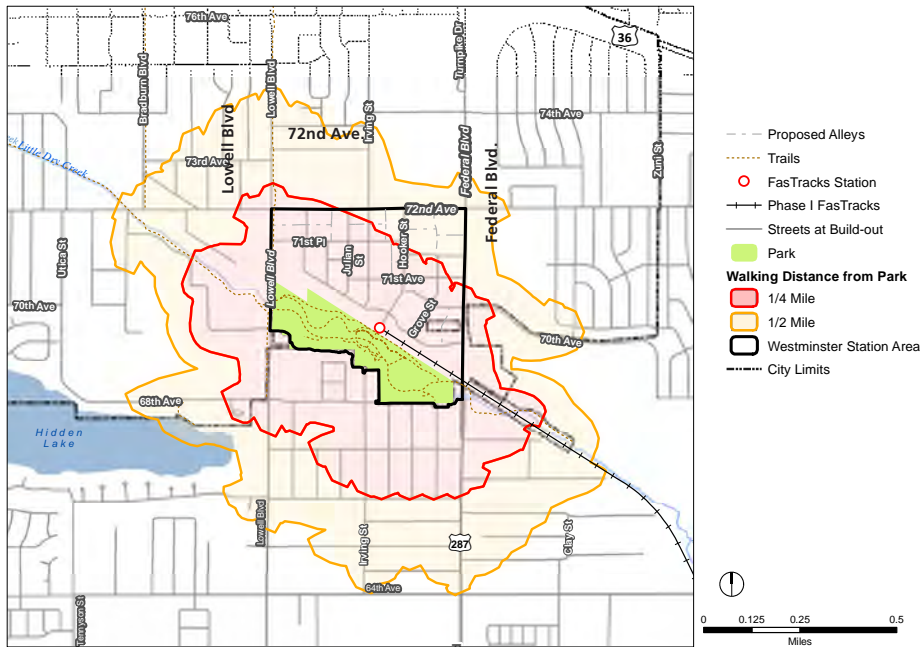 76th Ave
36
Turnpike Dr
Bradburn Blvd
Lowell Blvd
Lowell Blvd
Irving St
74th Ave
72nd Ave.
Zuni St
Little Dry Creek
73rd Ave
Federal Blvd
Federal Blvd.
72nd Ave
71st Pl
Julian
St
Hooker St
Utica St
71st Ave
Lowell Blvd
70th Ave
Grove St
70th Ave
68th Ave
Hidden
Lake
Lowell Blvd
Irving St
287
Clay St
64th Ave
Tennyson St
Proposed Alleys
Trails
FasTracks Station
Phase I FasTracks
Streets at Build-out
Park
Walking Distance from Park
1/4 Mile
1/2 Mile
Westminster Station Area
City Limits
0 0.125 0.25 0.5
Miles